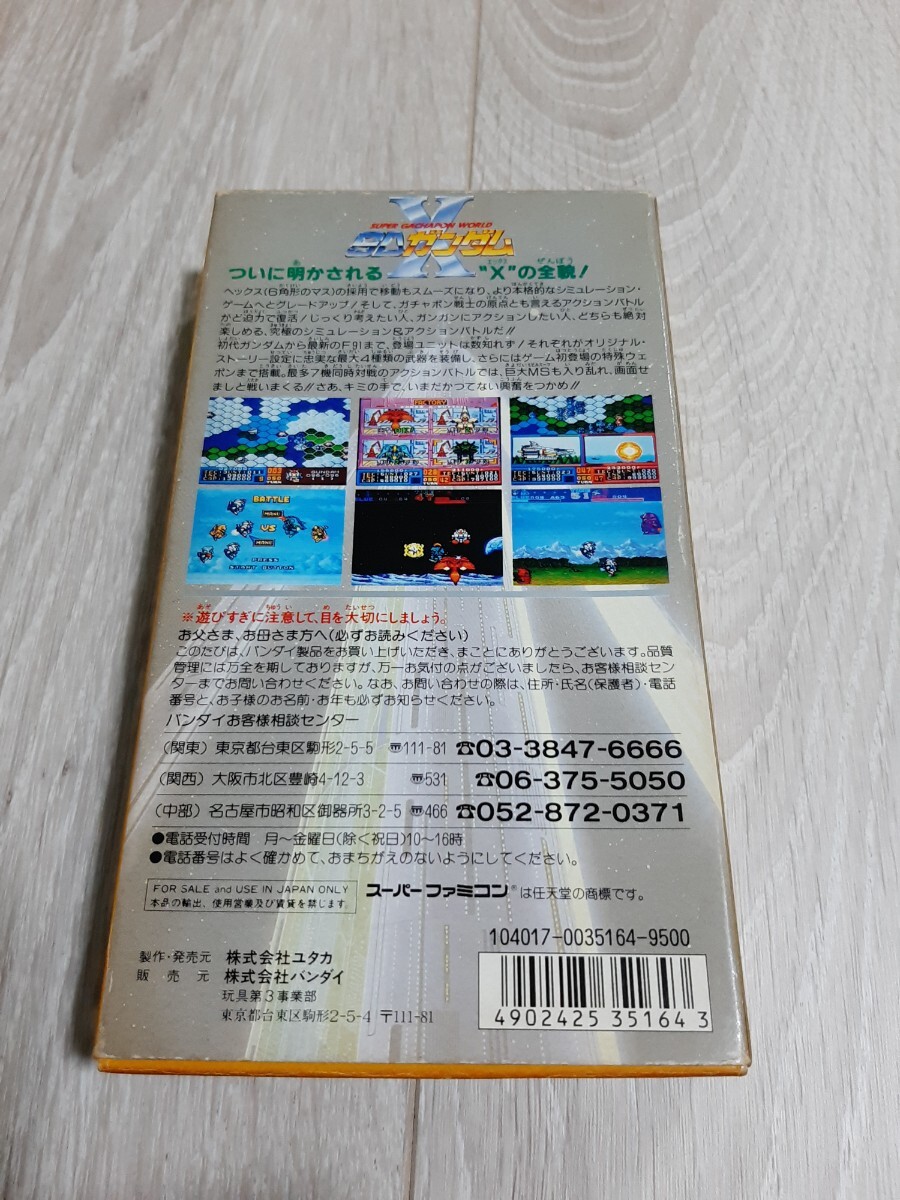 X
SUPER GACHAPON WORLD
SDガンダム
ついに明かされる"X"の全貌!
ヘックス(6角形のマス)の採用で移動もスムーズになり、より本格的なシミュレーション・
ゲームへとグレードアップ!そして、ガチャポン戦士の原点とも言えるアクションバトル
がど迫力で復活!じっくり考えたい人、ガンガンにアクションしたい人、どちらも絶対
楽しめる、究極のシミュレーションRアクションバトルだ!!
初代ガンダムから最新のF91まで、登場ユニットは数知れず!それぞれがオリジナル・
ストーリー設定に忠実な最大4種類の武器を装備し、さらにはゲーム初登場の特殊ウェ
ポンまで搭載。最多7機同時対戦のアクションバトルでは、巨大MSも入り乱れ、画面せ
ましと戦いまくる!!さあ、キミの手で、いまだかつてない興奮をつかめ!!
FACTORY
BATTLE
VS
PRESS
START BUTTON
※遊びすぎに注意して、目を大切にしましょう。
お父さま、お母さま方へ(必ずお読みください)
このたびは、バンダイ製品をお買い上げいただき、まことにありがとうございます。品質
管理には万全を期しておりますが、万一お気付の点がございましたら、お客様相談セン
ターまでお問い合わせください。なお、お問い合わせの際は、住所・氏名(保護者)・電話
番号と、お子様のお名前・お年も必ずお知らせください。
バンダイお客様相談センター
(関東) 東京都台東区駒形2-5-5 〠111-81 ☎03-3847-6666
(関西) 大阪市北区豊崎4-12-3 〠531 ☎06-375-5050
(中部) 名古屋市昭和区御器所3-2-5 〠466 ☎052-872-0371
●電話受付時間 月~金曜日(除く祝日)10~16時
●電話番号はよく確かめて、おまちがえのないようにしてください。
FOR SALE and USE IN JAPAN ONLY
本品の輸出、使用営業及び賃貸を禁じます。
スーパーファミコン®は任天堂の商標です。
104017-0035164-9500
製作・発売元 株式会社ユタカ
販売元 株式会社バンダイ
玩具第3事業部
東京都台東区駒形2-5-4 〒111-81
4902425351643